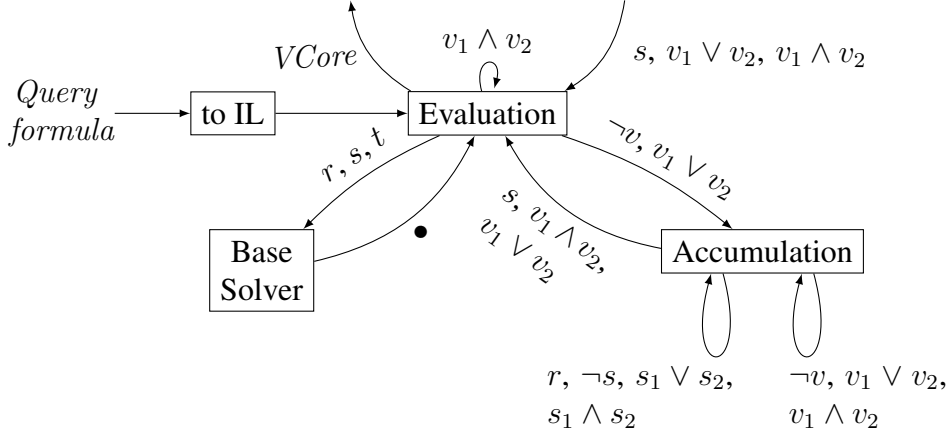 v₁ ∧ v₂
VCore
s, v₁ ∨ v₂, v₁ ∧ v₂
Query
formula
to IL
Evaluation
r, s, t
¬v, v₁ ∨ v₂
s, v₁ ∧ v₂,
v₁ ∨ v₂
•
Base
Solver
Accumulation
r, ¬s, s₁ ∨ s₂,
s₁ ∧ s₂
¬v, v₁ ∨ v₂,
v₁ ∧ v₂